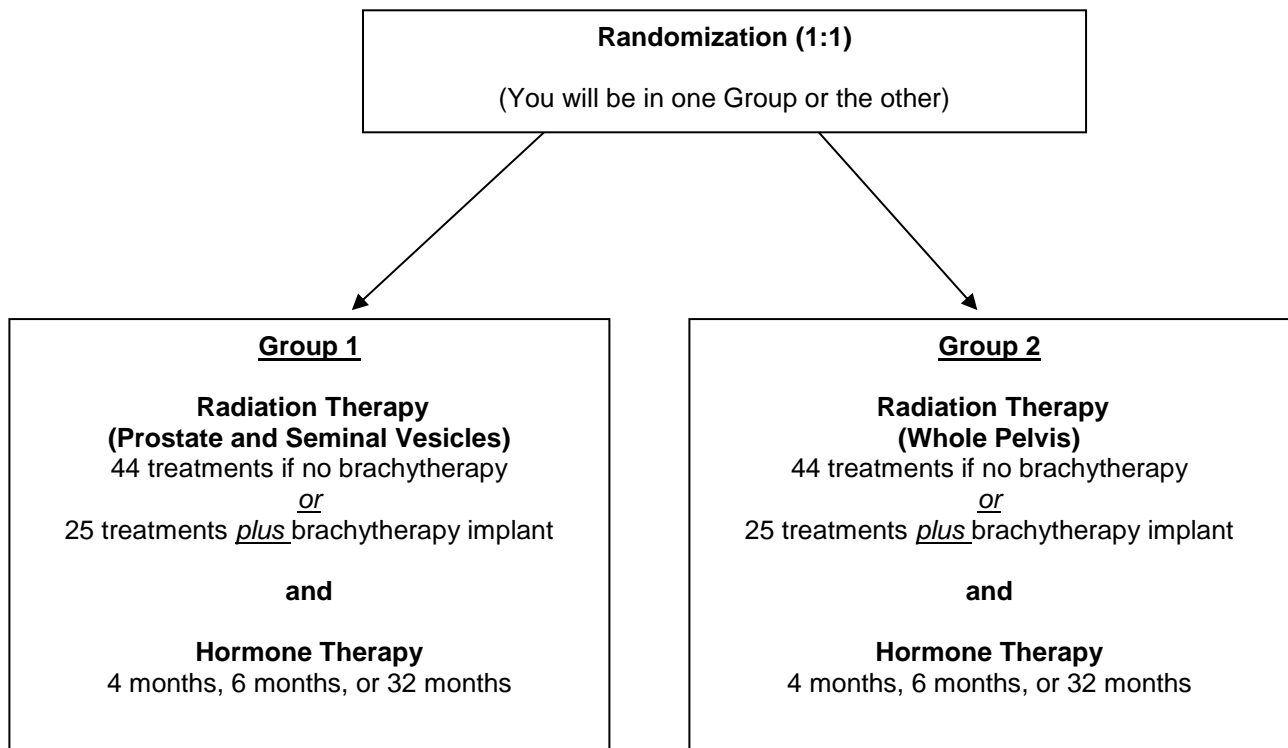 Randomization (1:1)
(You will be in one Group or the other)
Group 1
Radiation Therapy
(Prostate and Seminal Vesicles)
44 treatments if no brachytherapy
or
25 treatments plus brachytherapy implant
and
Hormone Therapy
4 months, 6 months, or 32 months
Group 2
Radiation Therapy
(Whole Pelvis)
44 treatments if no brachytherapy
or
25 treatments plus brachytherapy implant
and
Hormone Therapy
4 months, 6 months, or 32 months